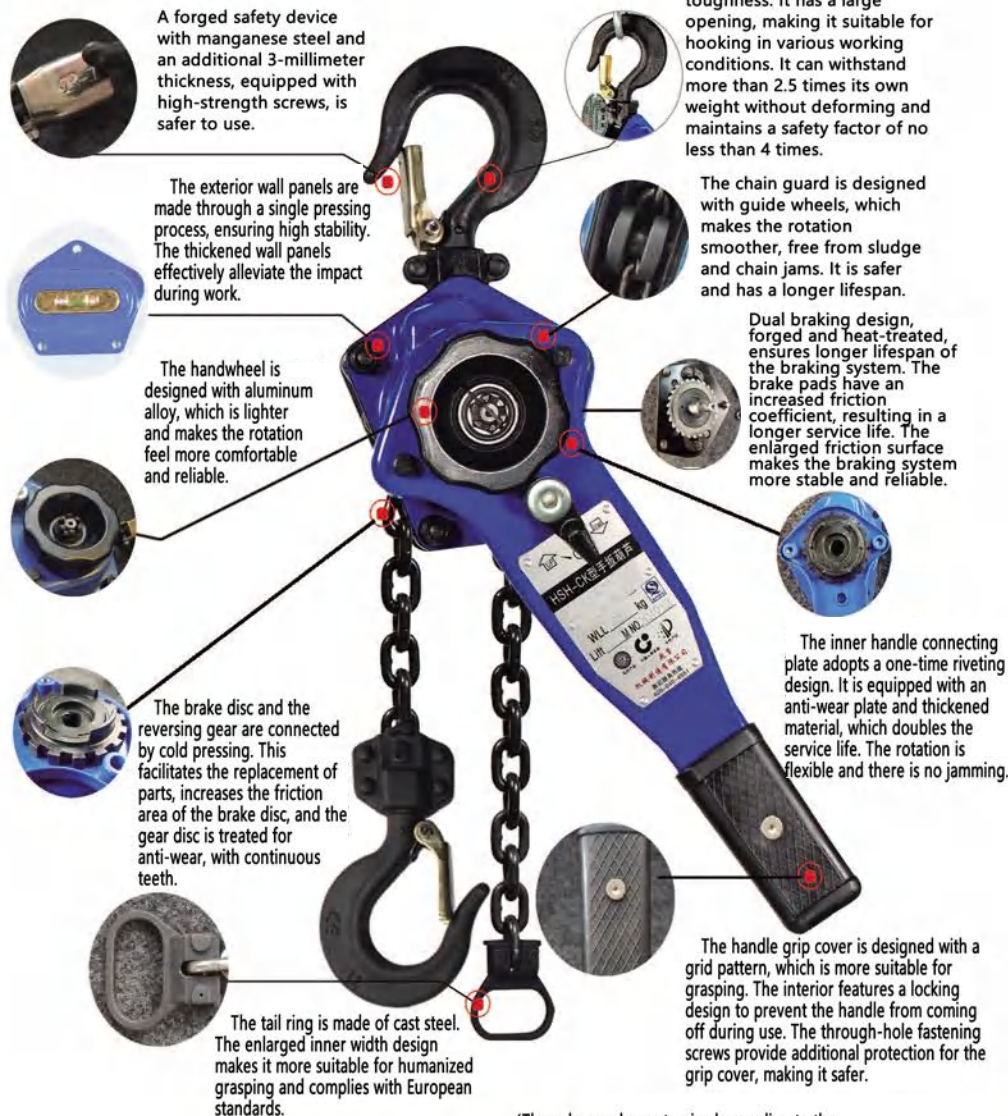 A forged safety device
with manganese steel and
an additional 3-millimeter
thickness, equipped with
high-strength screws, is
safer to use.
toughness. It has a large
opening, making it suitable for
hooking in various working
conditions. It can withstand
more than 2.5 times its own
weight without deforming and
maintains a safety factor of no
less than 4 times.
The exterior wall panels are
made through a single pressing
process, ensuring high stability.
The thickened wall panels
effectively alleviate the impact
during work.
The chain guard is designed
with guide wheels, which
makes the rotation
smoother, free from sludge
and chain jams. It is safer
and has a longer lifespan.
The handwheel is
designed with aluminum
alloy, which is lighter
and makes the rotation
feel more comfortable
and reliable.
Dual braking design,
forged and heat-treated,
ensures longer lifespan of
the braking system. The
brake pads have an
increased friction
coefficient, resulting in a
longer service life. The
enlarged friction surface
makes the braking system
more stable and reliable.
HSH-CK型手扳葫芦
WLL kg
Lift M NO.
机械制造有限公司
The inner handle connecting
plate adopts a one-time riveting
design. It is equipped with an
anti-wear plate and thickened
material, which doubles the
service life. The rotation is
flexible and there is no jamming.
The brake disc and the
reversing gear are connected
by cold pressing. This
facilitates the replacement of
parts, increases the friction
area of the brake disc, and the
gear disc is treated for
anti-wear, with continuous
teeth.
The handle grip cover is designed with a
grid pattern, which is more suitable for
grasping. The interior features a locking
design to prevent the handle from coming
off during use. The through-hole fastening
screws provide additional protection for the
grip cover, making it safer.
The tail ring is made of cast steel.
The enlarged inner width design
makes it more suitable for humanized
grasping and complies with European
standards.